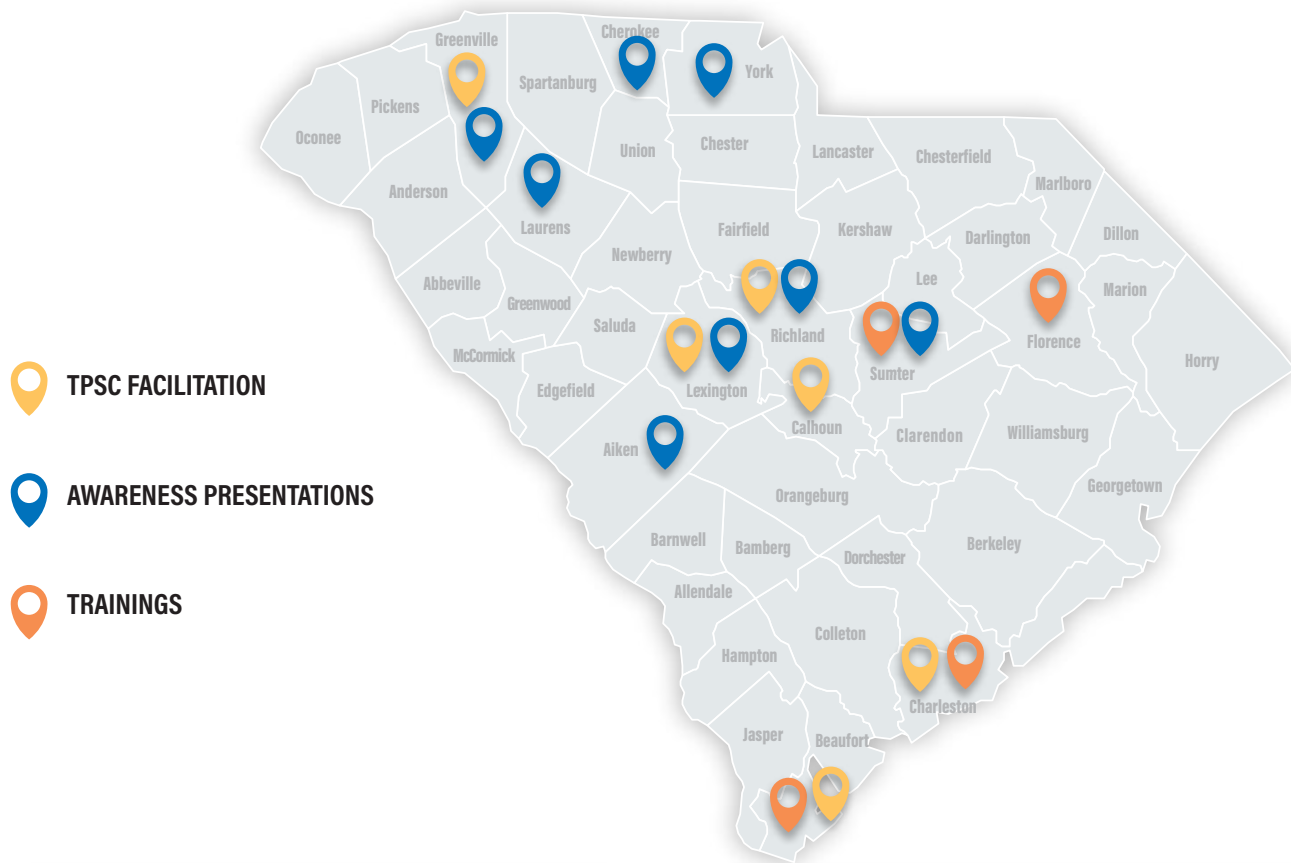 Greenville
Cherokee
York
Spartanburg
Pickens
Oconee
Union
Chester
Lancaster
Chesterfield
Marlboro
Anderson
Laurens
Fairfield
Kershaw
Darlington
Dillon
Newberry
Lee
Abbeville
Greenwood
Marion
Saluda
Richland
Florence
McCormick
Horry
Edgefield
Lexington
Sumter
TPSC FACILITATION
Calhoun
Clarendon
Williamsburg
Aiken
Georgetown
AWARENESS PRESENTATIONS
Orangeburg
Barnwell
Bamberg
Berkeley
Dorchester
Allendale
TRAININGS
Colleton
Hampton
Charleston
Jasper
Beaufort